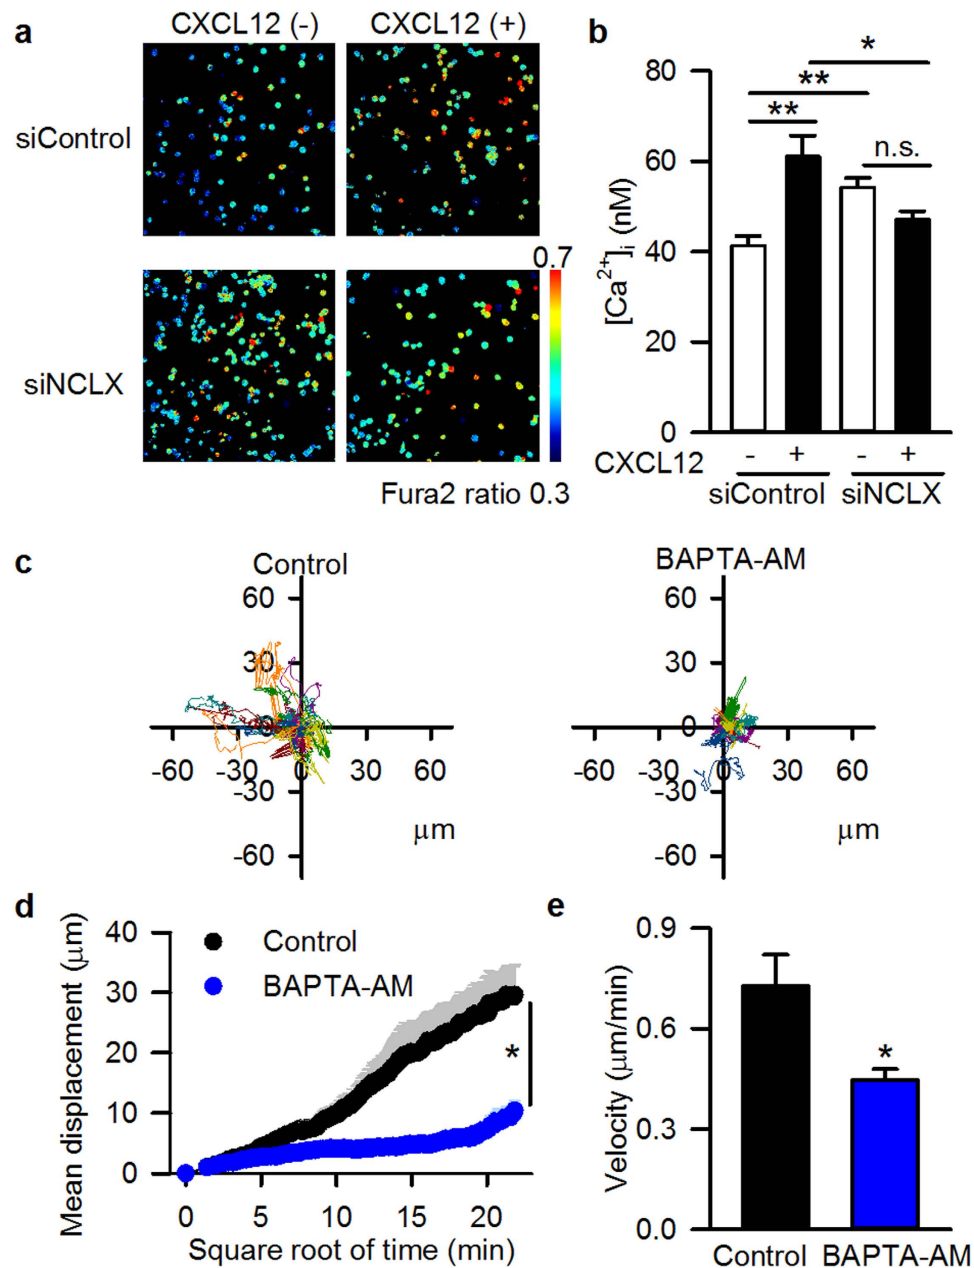 a
CXCL12 (-) CXCL12 (+)
siControl
siNCLX
0.7
Fura2 ratio 0.3
b
*
**
**
n.s.
[Ca2+]i (nM)
80
60
40
20
0
CXCL12 - + - +
siControl siNCLX
c
Control
60
30
0
-60 -30 0 30 60
-30
μm
-60
BAPTA-AM
60
30
0
-60 -30 0 30 60
-30
μm
-60
d
Mean displacement (μm)
40
30
20
10
0
Control
BAPTA-AM
*
0 5 10 15 20
Square root of time (min)
e
Velocity (μm/min)
0.9
0.6
0.3
0.0
*
Control BAPTA-AM